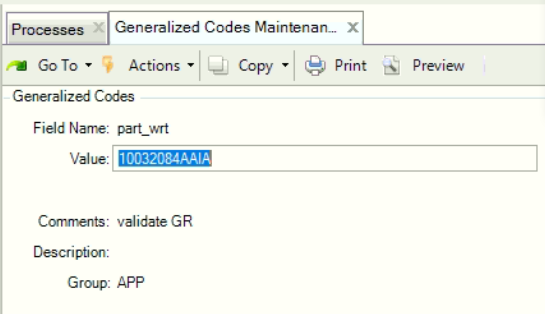 Processes Generalized Codes Maintenan...
Go To Actions Copy Print Preview
Generalized Codes
Field Name: part_wrt
Value: 10032084AAIA
Comments: validate GR
Description:
Group: APP